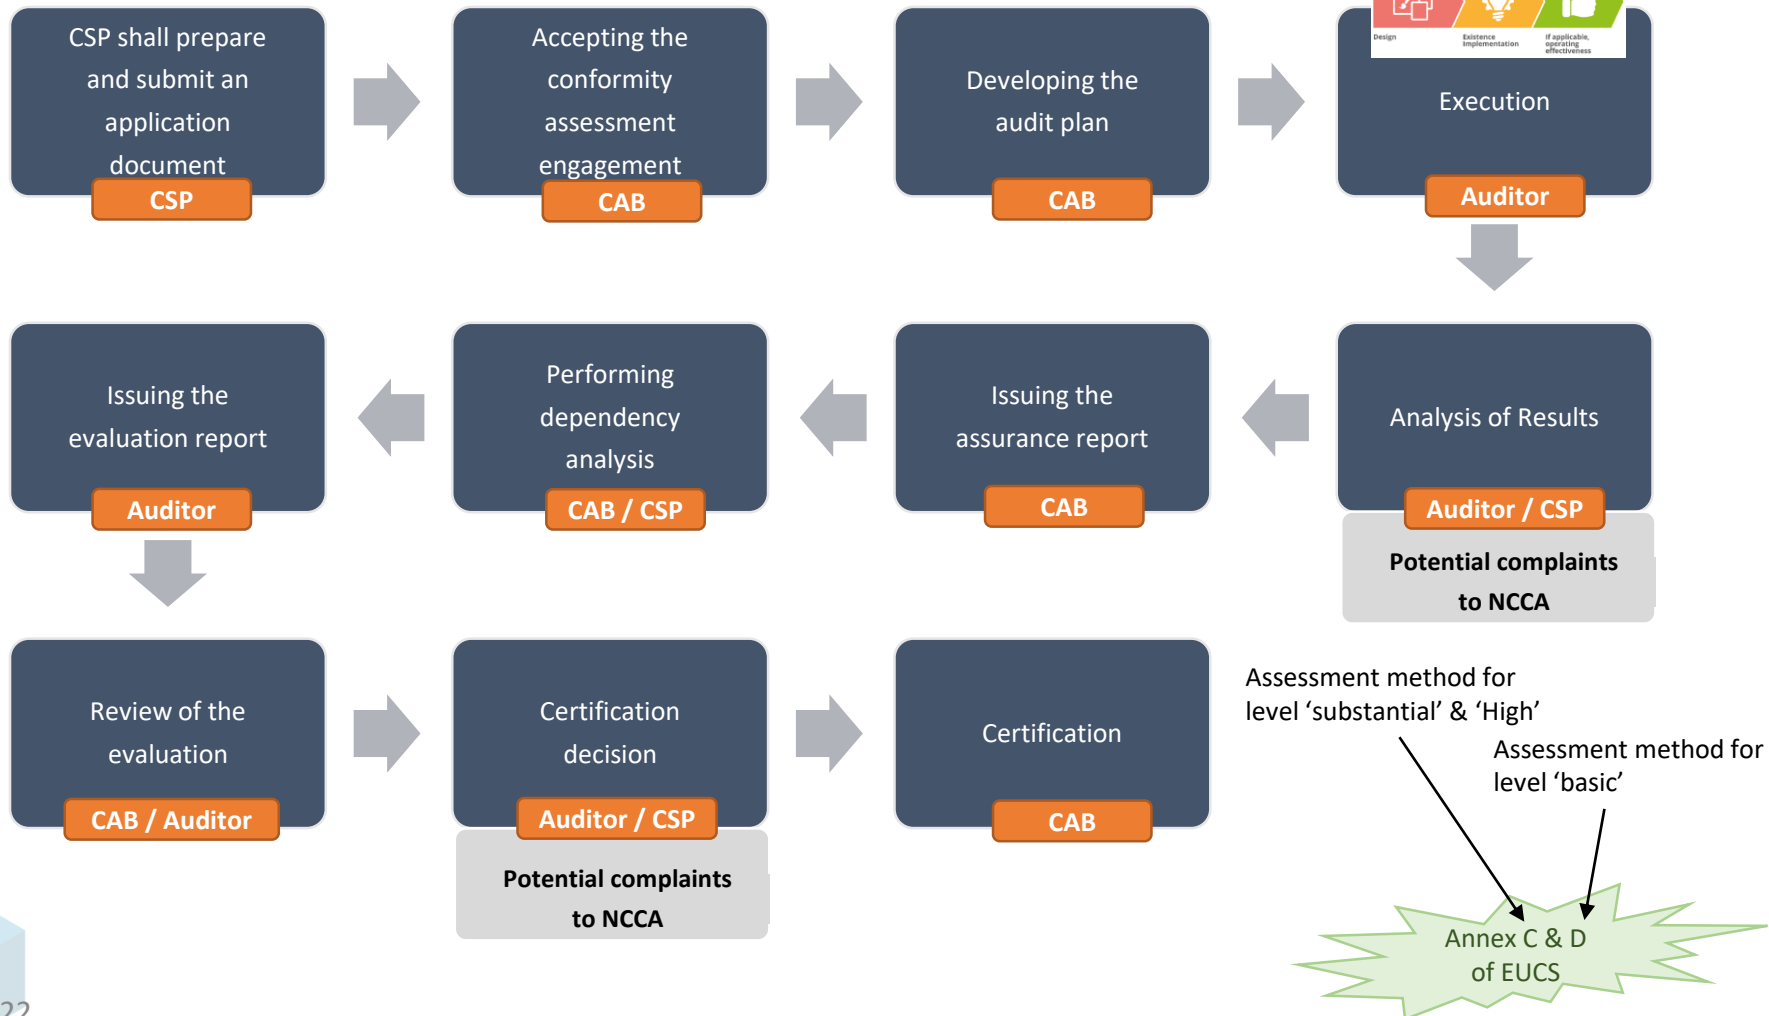 CSP shall prepare
and submit an
application
document
CSP
Accepting the
conformity
assessment
engagement
CAB
Developing the
audit plan
CAB
Design
Existence
Implementation
If applicable,
operating
effectiveness
Execution
Auditor
Issuing the
evaluation report
Auditor
Performing
dependency
analysis
CAB / CSP
Issuing the
assurance report
CAB
Analysis of Results
Auditor / CSP
Potential complaints
to NCCA
Review of the
evaluation
CAB / Auditor
Certification
decision
Auditor / CSP
Potential complaints
to NCCA
Certification
CAB
Assessment method for
level ‘substantial’ & ‘High’
Assessment method for
level ‘basic’
Annex C & D
of EUCS
22